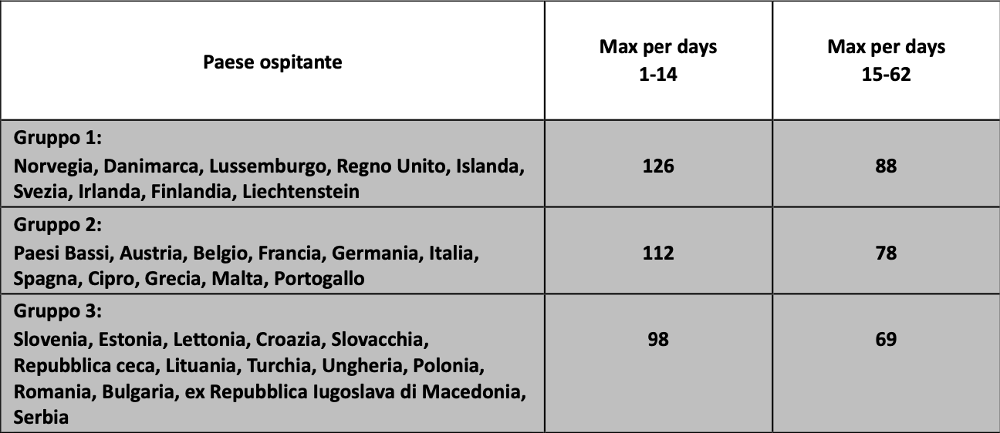 Paese ospitante
Max per days
1-14
Max per days
15-62
Gruppo 1:
Norvegia, Danimarca, Lussemburgo, Regno Unito, Islanda,
Svezia, Irlanda, Finlandia, Liechtenstein
126
88
Gruppo 2:
Paesi Bassi, Austria, Belgio, Francia, Germania, Italia,
Spagna, Cipro, Grecia, Malta, Portogallo
112
78
Gruppo 3:
Slovenia, Estonia, Lettonia, Croazia, Slovacchia,
Repubblica ceca, Lituania, Turchia, Ungheria, Polonia,
Romania, Bulgaria, ex Repubblica Iugoslava di Macedonia,
Serbia
98
69